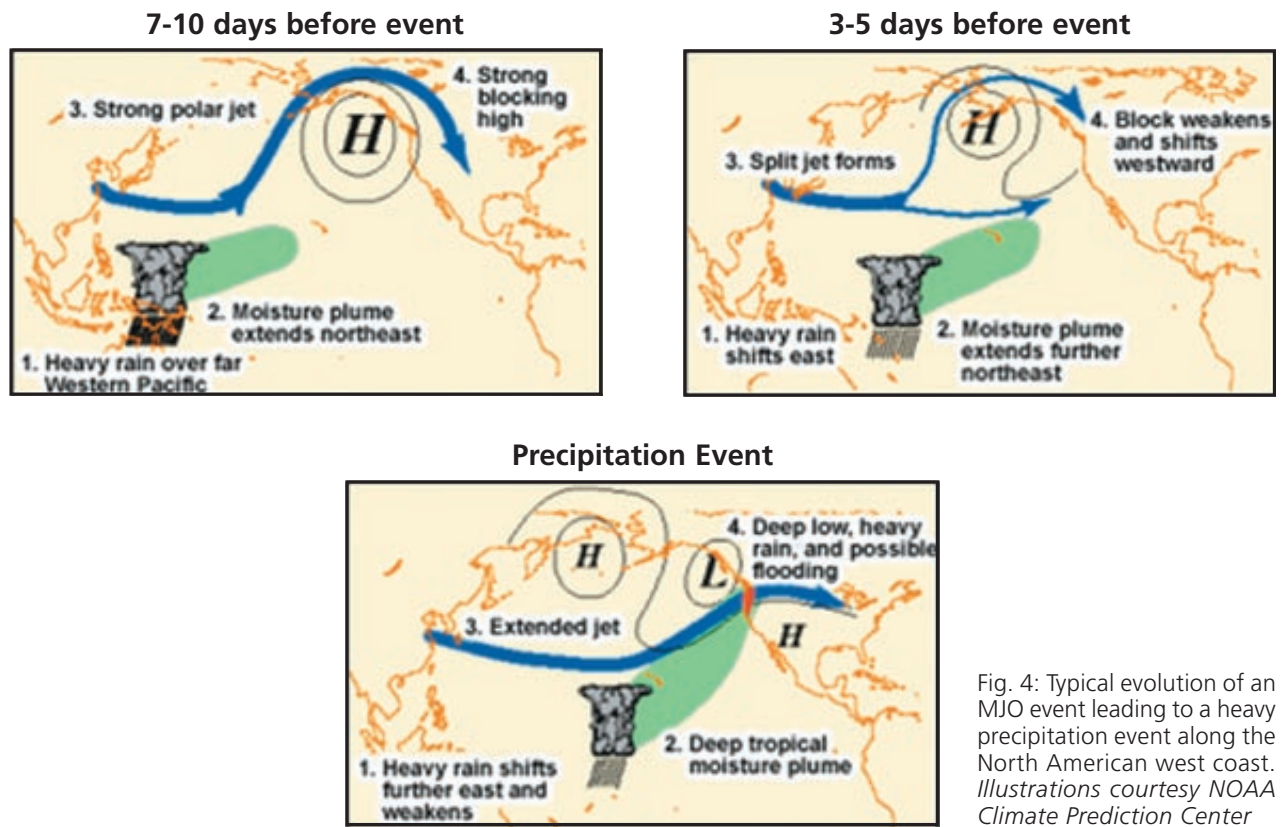 7-10 days before event
3. Strong polar jet
4. Strong
blocking
high
H
2. Moisture plume
extends northeast
1. Heavy rain over far
Western Pacific
3-5 days before event
H
4. Block weakens
and shifts
westward
3. Split jet forms
1. Heavy rain
shifts east
2. Moisture plume
extends further
northeast
Precipitation Event
H
L
4. Deep low, heavy
rain, and possible
flooding
3. Extended jet
H
2. Deep tropical
moisture plume
1. Heavy rain shifts
further east and
weakens
Fig. 4: Typical evolution of an
MJO event leading to a heavy
precipitation event along the
North American west coast.
Illustrations courtesy NOAA
Climate Prediction Center